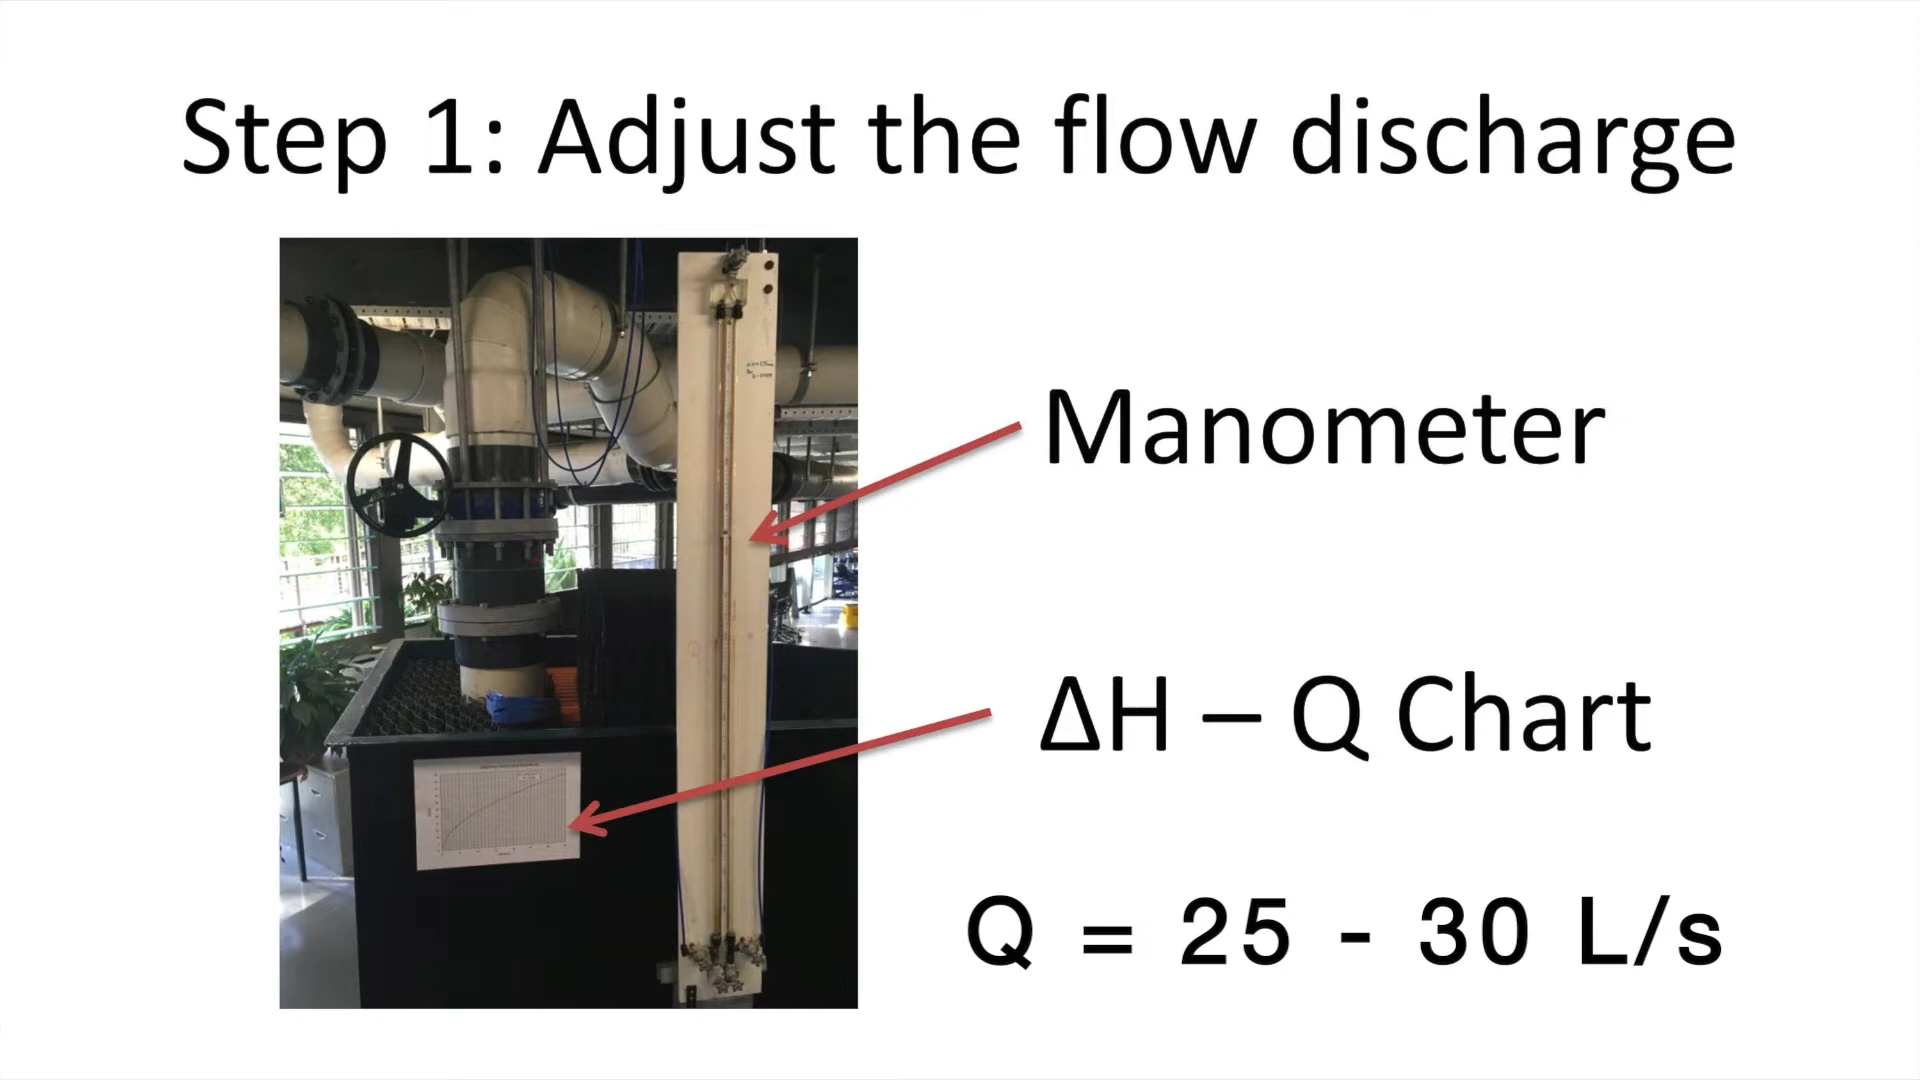 Step 1: Adjust the flow discharge
Manometer
ΔH – Q Chart
Q = 25 - 30 L/s